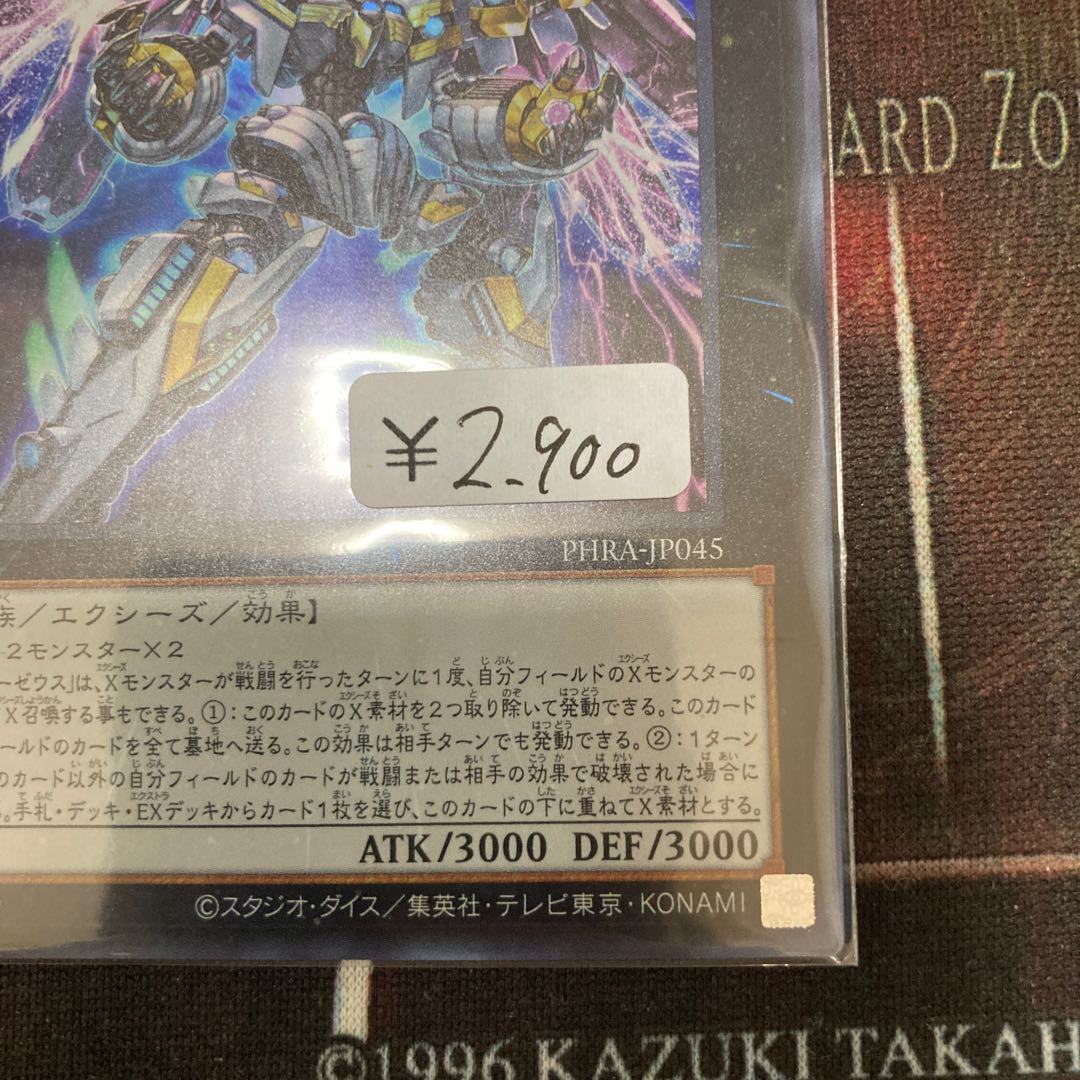 ARD ZO
¥2,900
PHRA-JP045
族/エクシーズ/効果】
2モンスター×2
ーゼウス」は、Xモンスターが戦闘を行ったターンに1度、自分フィールドのXモンスターの
X召喚する事もできる。①:このカードのX素材を2つ取り除いて発動できる。このカード
ールドのカードを全て墓地へ送る。この効果は相手ターンでも発動できる。②:1ターン
のカード以外の自分フィールドのカードが戦闘または相手の効果で破壊された場合に
。手札・デッキ・EXデッキからカード1枚を選び、このカードの下に重ねてX素材とする。
ATK/3000 DEF/3000
©スタジオ・ダイス/集英社・テレビ東京・KONAMI
©1996 KAZUKI TAKAH